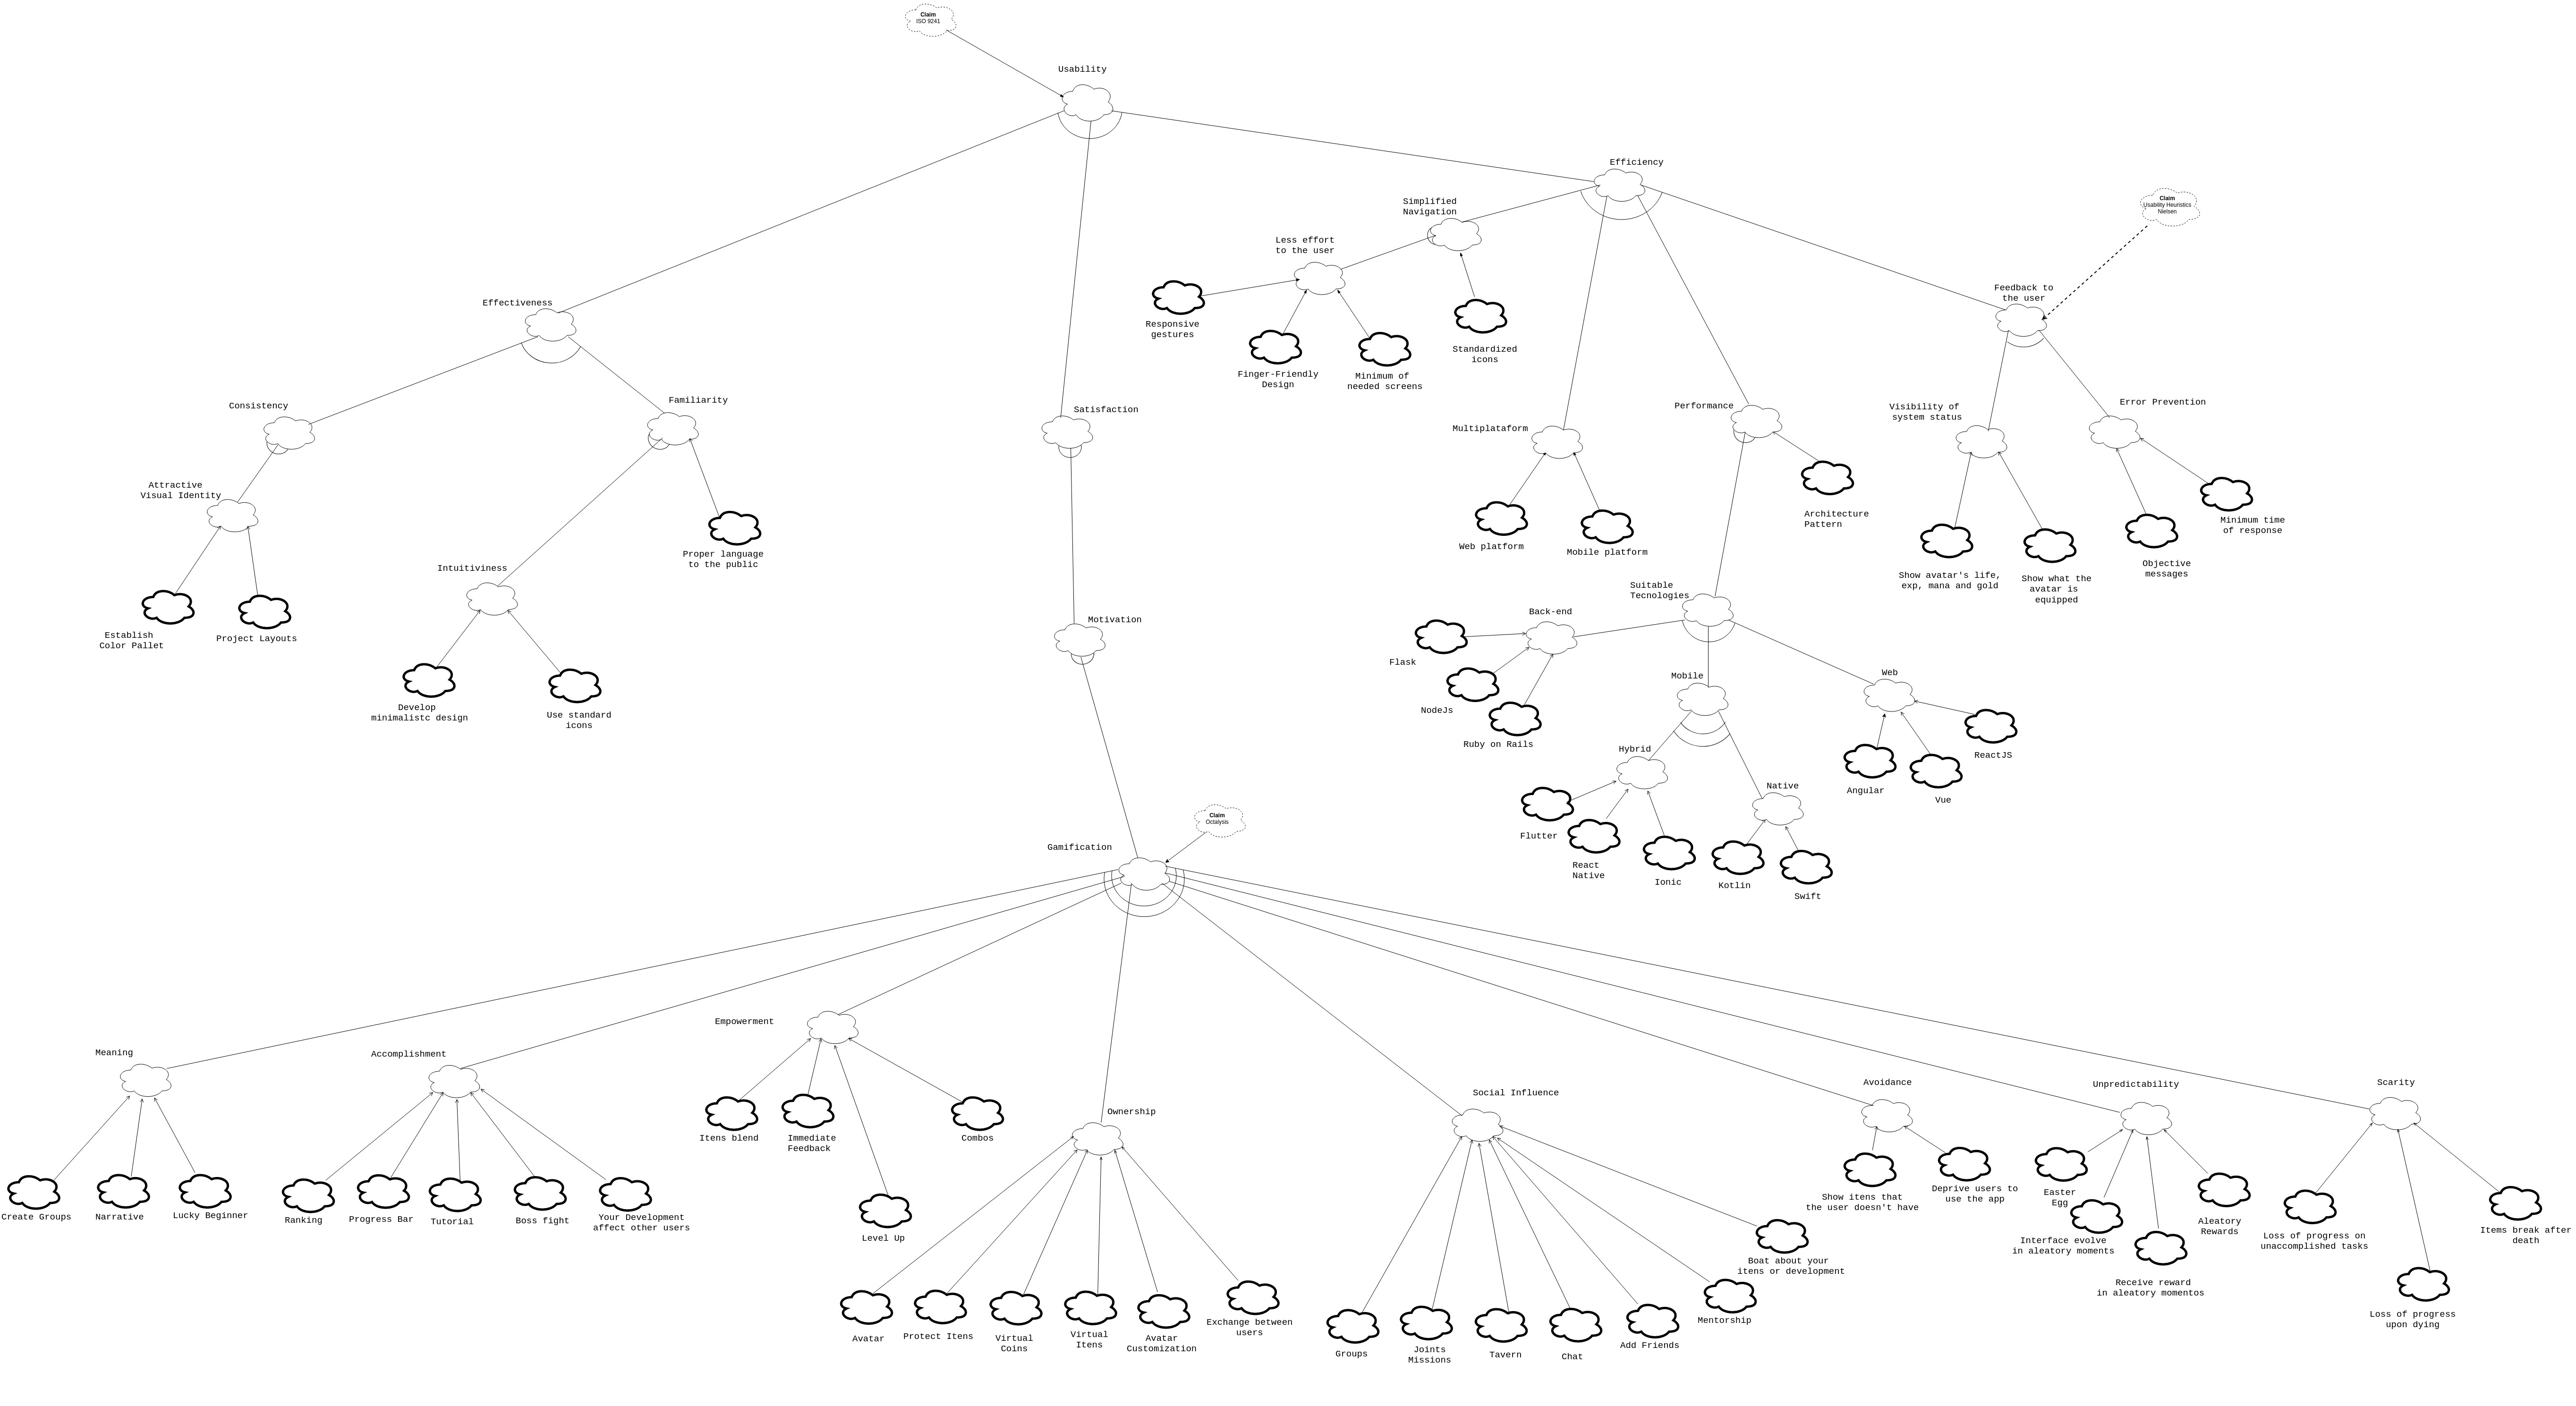 Claim
ISO 9241
Usability
Efficiency
Claim
Usability Heuristics
Nielsen
Simplified
Navigation
Less effort
to the user
Feedback to
the user
Effectiveness
Responsive
gestures
Standardized
icons
Finger-Friendly
Design
Minimum of
needed screens
Consistency
Familiarity
Satisfaction
Multiplataform
Performance
Visibility of
system status
Error Prevention
Attractive
Visual Identity
Architecture
Pattern
Minimum time
of response
Proper language
to the public
Web platform
Mobile platform
Intuitiviness
Objective
messages
Show avatar's life,
exp, mana and gold
Show what the
avatar is
equipped
Suitable
Tecnologies
Back-end
Establish
Color Pallet
Project Layouts
Motivation
Flask
Mobile
Web
Develop
minimalistc design
Use standard
icons
NodeJs
Ruby on Rails
Hybrid
ReactJS
Native
Angular
Vue
Claim
Octalysis
Flutter
Gamification
React
Native
Ionic
Kotlin
Swift
Empowerment
Meaning
Accomplishment
Avoidance
Unpredictability
Scarity
Social Influence
Ownership
Itens blend
Immediate
Feedback
Combos
Create Groups
Narrative
Lucky Beginner
Ranking
Progress Bar
Tutorial
Boss fight
Your Development
affect other users
Level Up
Show itens that
the user doesn't have
Deprive users to
use the app
Easter
Egg
Interface evolve
in aleatory moments
Aleatory
Rewards
Receive reward
in aleatory momentos
Loss of progress on
unaccomplished tasks
Items break after
death
Loss of progress
upon dying
Boat about your
itens or development
Avatar
Protect Itens
Virtual
Coins
Virtual
Itens
Avatar
Customization
Exchange between
users
Groups
Joints
Missions
Tavern
Chat
Add Friends
Mentorship